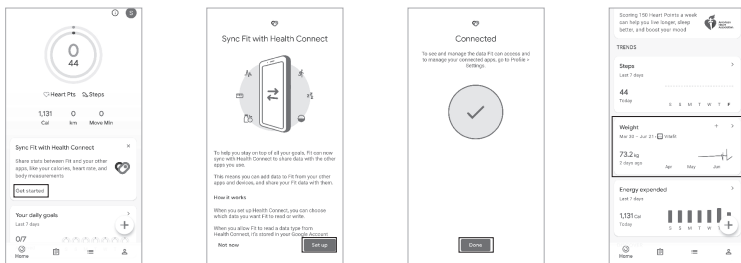 S
0
44
Heart Pts Steps
1,131 0 0
Cal km Move Min
Sync Fit with Health Connect ×
Share stats between Fit and your other
apps, like your calories, heart rate, and
body measurements
Get started
Your daily goals >
Last 7 days
0/7 +
Home
Sync Fit with Health Connect
To help you stay on top of all your goals, Fit can now
sync with Health Connect to share data with the other
apps you use.
This means you can add data to Fit from your other
apps and devices, and share your Fit data with them.
How it works
When you set up Health Connect, you can choose
which data you want Fit to read or write.
When you allow Fit to read a data type from
Health Connect, it's stored in your Google Account
Not now Set up
Connected
To see and manage the data Fit can access and
to manage your connected apps, go to Profile >
Settings.
Done
Scoring 150 Heart Points a week
can help you live longer, sleep
better, and boost your mood
American
Heart
Association
TRENDS
Steps >
Last 7 days
44
Today S S M T W T F
Weight + >
Mar 30 - Jun 21
73.2 kg
2 days ago Apr May Jun
Energy expended >
Last 7 days
1,131 Cal
Today S S M T W T
+
Home